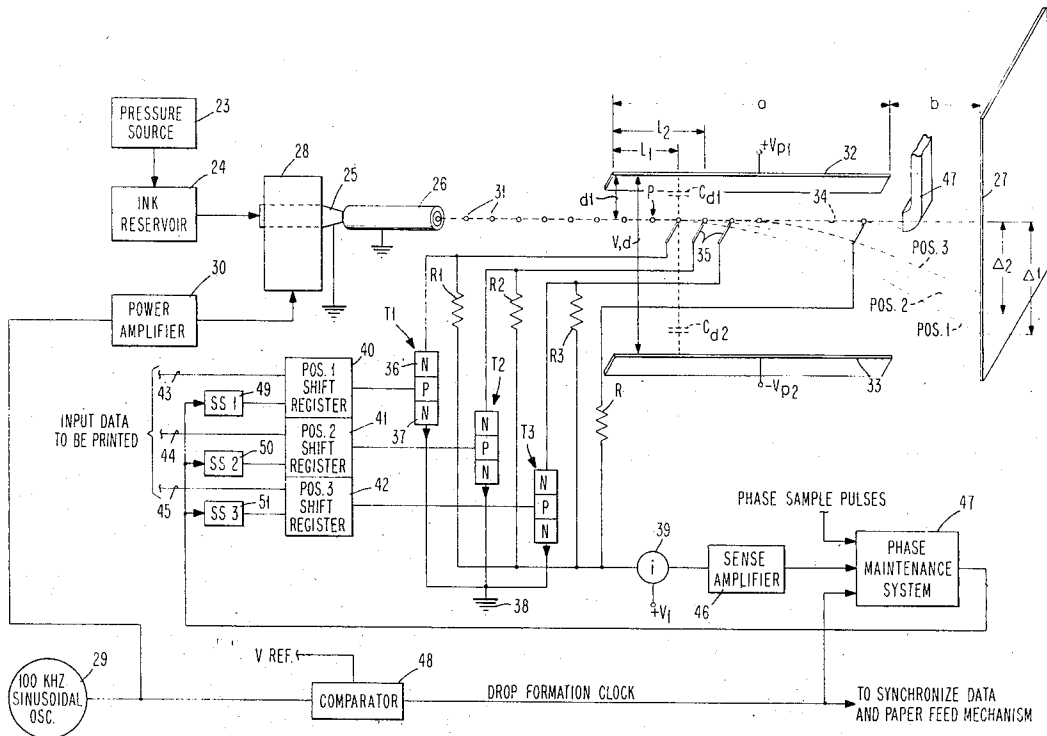 23
PRESSURE
SOURCE
24
INK
RESERVOIR
28
25
26
31
30
POWER
AMPLIFIER
a
b
l2
l1
+Vp1
32
d1
P
Cd1
34
47
27
V,d
35
POS. 3
POS. 2
POS. 1
Δ2
Δ1
Cd2
33
-Vp2
R1
R2
R3
R
T1
36
N
P
N
37
T2
N
P
N
T3
N
P
N
40
POS. 1
SHIFT
REGISTER
41
POS. 2
SHIFT
REGISTER
42
POS. 3
SHIFT
REGISTER
43
SS 1
49
INPUT DATA
TO BE PRINTED
44
SS 2
50
45
SS 3
51
38
39
i
+V1
SENSE
AMPLIFIER
46
PHASE SAMPLE PULSES
47
PHASE
MAINTENANCE
SYSTEM
V REF.
48
COMPARATOR
DROP FORMATION CLOCK
29
100 KHZ
SINUSOIDAL
OSC.
TO SYNCHRONIZE DATA
AND PAPER FEED MECHANISM